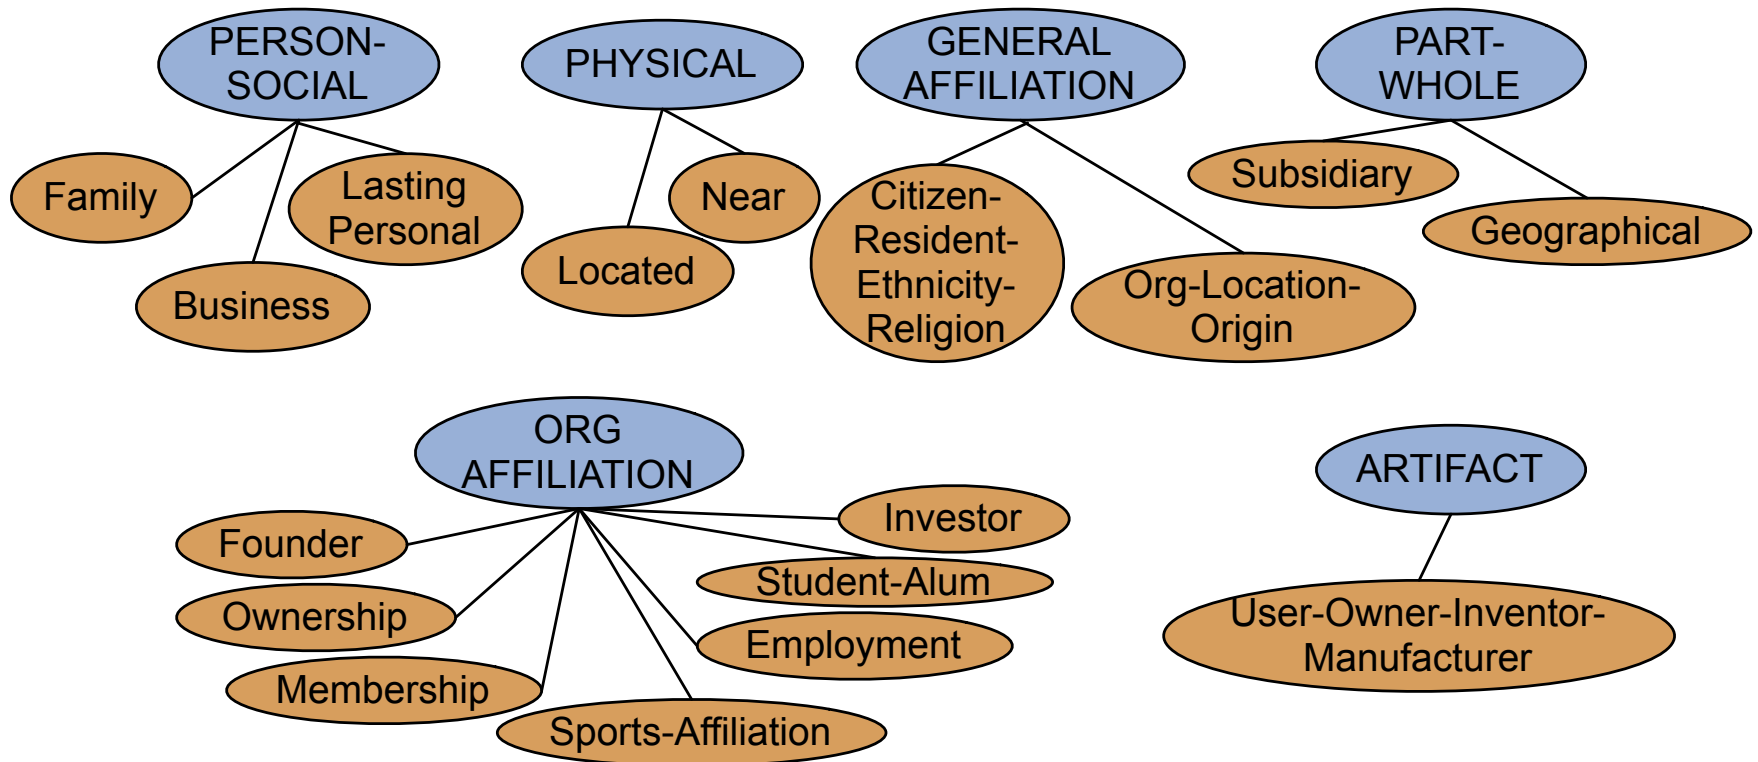 PERSON-
SOCIAL
PHYSICAL
GENERAL
AFFILIATION
PART-
WHOLE
Family
Lasting
Personal
Business
Near
Located
Citizen-
Resident-
Ethnicity-
Religion
Org-Location-
Origin
Subsidiary
Geographical
ORG
AFFILIATION
Founder
Ownership
Membership
Sports-Affiliation
Employment
Student-Alum
Investor
ARTIFACT
User-Owner-Inventor-
Manufacturer